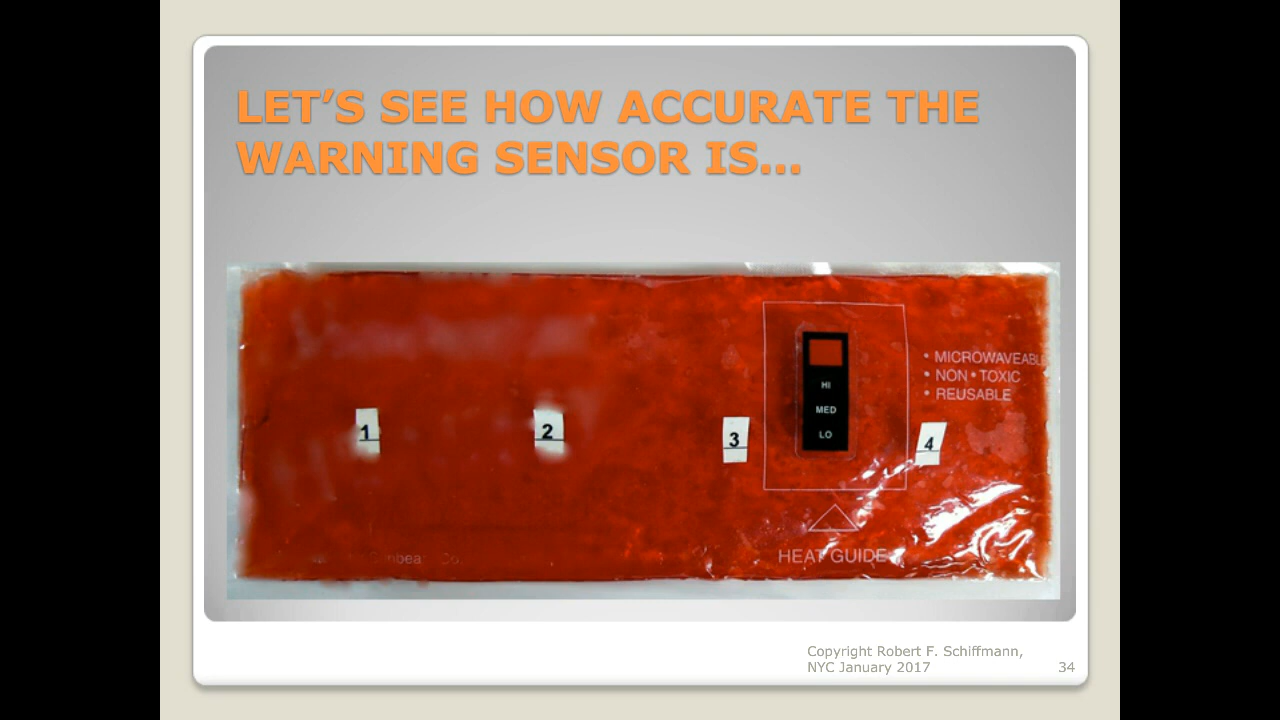 LET’S SEE HOW ACCURATE THE
WARNING SENSOR IS…
1
2
3
HI
MED
LO
4
• MICROWAVEABLE
• NON • TOXIC
• REUSABLE
HEAT GUIDE
Copyright Robert F. Schiffmann,
NYC January 2017
34